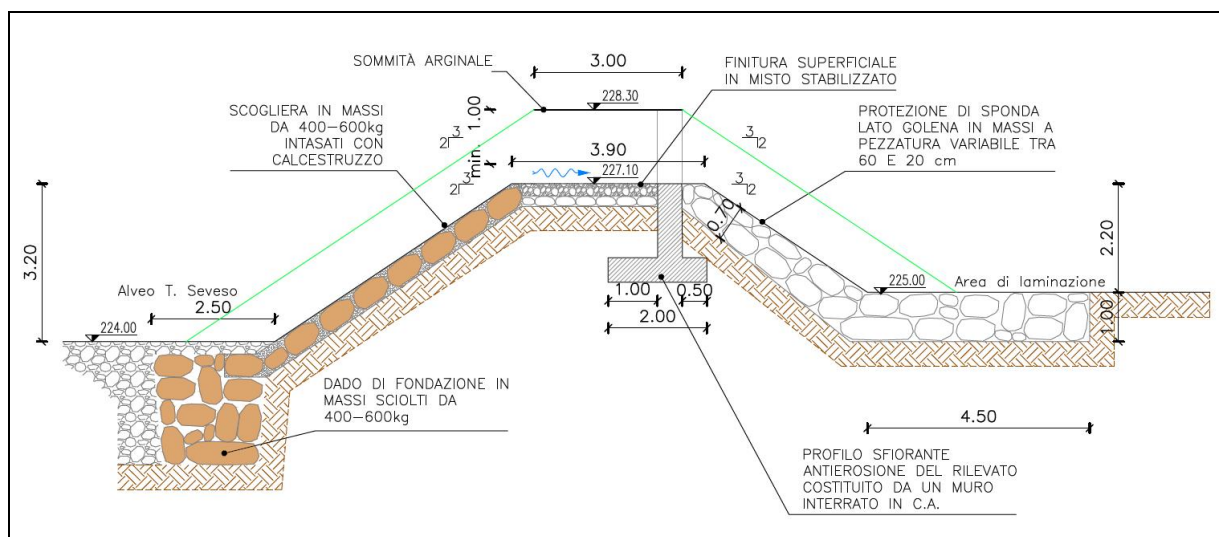 SOMMITÀ ARGINALE
3.00
FINITURA SUPERFICIALE
IN MISTO STABILIZZATO
228.30
SCOGLIERA IN MASSI
DA 400-600kg
INTASATI CON
CALCESTRUZZO
min. 1.00
2
3
3
2
PROTEZIONE DI SPONDA
LATO GOLENA IN MASSI A
PEZZATURA VARIABILE TRA
60 E 20 cm
3.90
2
3
227.10
3
2
0.70
3.20
2.20
Alveo T. Seveso
2.50
1.00
0.50
2.00
225.00
Area di laminazione
224.00
1.00
DADO DI FONDAZIONE IN
MASSI SCIOLTI DA
400-600kg
4.50
PROFILO SFIORANTE
ANTIEROSIONE DEL RILEVATO
COSTITUITO DA UN MURO
INTERRATO IN C.A.